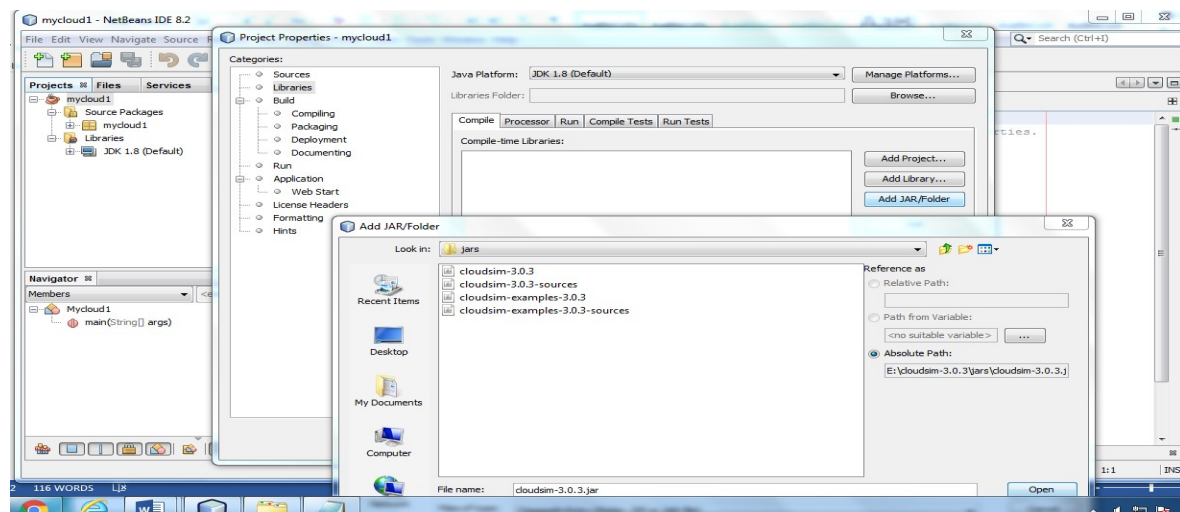 mycloud1 - NetBeans IDE 8.2
File Edit View Navigate Source
Search (Ctrl+I)
Projects Files Services
mycloud1
Source Packages
mycloud1
Libraries
JDK 1.8 (Default)
Navigator
Members
Mycloud1
main(String[] args)
Project Properties - mycloud1
Categories:
Sources
Libraries
Build
Compiling
Packaging
Deployment
Documenting
Run
Application
Web Start
License Headers
Formatting
Hints
Java Platform: JDK 1.8 (Default) Manage Platforms...
Libraries Folder: Browse...
Compile Processor Run Compile Tests Run Tests
Compile-time Libraries:
Add Project...
Add Library...
Add JAR/Folder
ties.
Add JAR/Folder
Look in: jars
Recent Items
Desktop
My Documents
Computer
cloudsim-3.0.3
cloudsim-3.0.3-sources
cloudsim-examples-3.0.3
cloudsim-examples-3.0.3-sources
Reference as
Relative Path:
Path from Variable:
<no suitable variable> ...
Absolute Path:
E:\cloudsim-3.0.3\jars\cloudsim-3.0.3.j
File name: cloudsim-3.0.3.jar Open
1:1 INS
2 116 WORDS